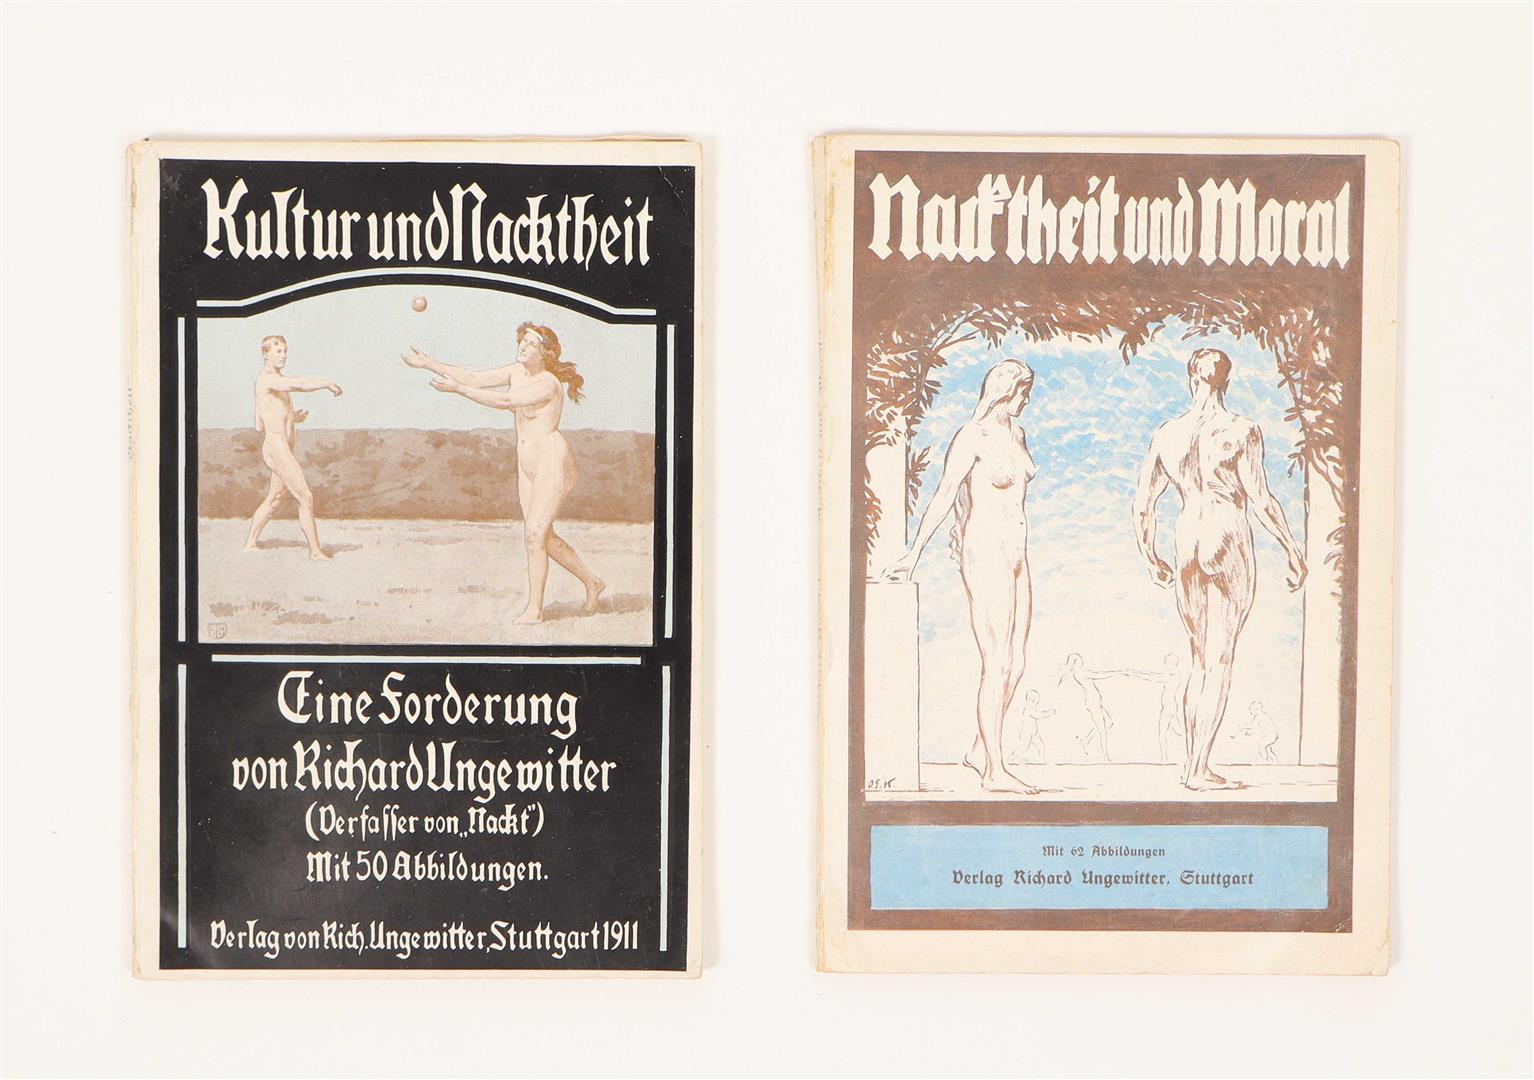 Kultur und Nacktheit
Eine Forderung
von Richard Ungewitter
(Verfasser von „Nackt")
Mit 50 Abbildungen.
Verlag von Rich. Ungewitter, Stuttgart 1911
Nacktheit und Moral
O.E.K.
Mit 62 Abbildungen
Verlag Richard Ungewitter, Stuttgart